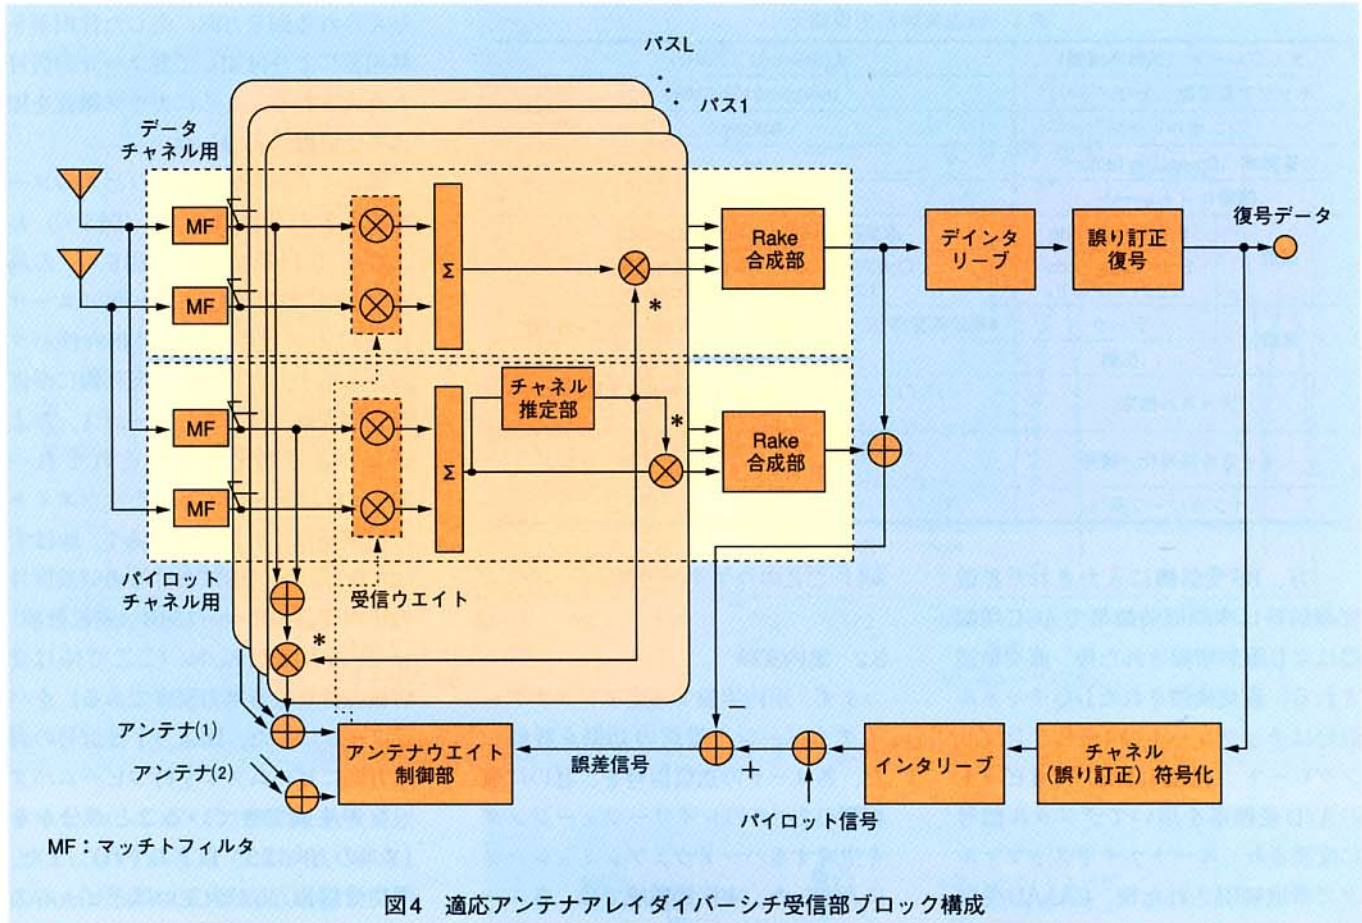 パスL
パス1
データ
チャネル用
MF
MF
Σ
*
Rake
合成部
デインタ
リーブ
誤り訂正
復号
復号データ
MF
MF
Σ
チャネル
推定部
*
Rake
合成部
パイロット
チャネル用
受信ウエイト
*
アンテナ(1)
アンテナ(2)
アンテナウエイト
制御部
誤差信号
−
+
パイロット信号
インタリーブ
チャネル
(誤り訂正)符号化
MF:マッチトフィルタ
図4 適応アンテナアレイダイバーシチ受信部ブロック構成